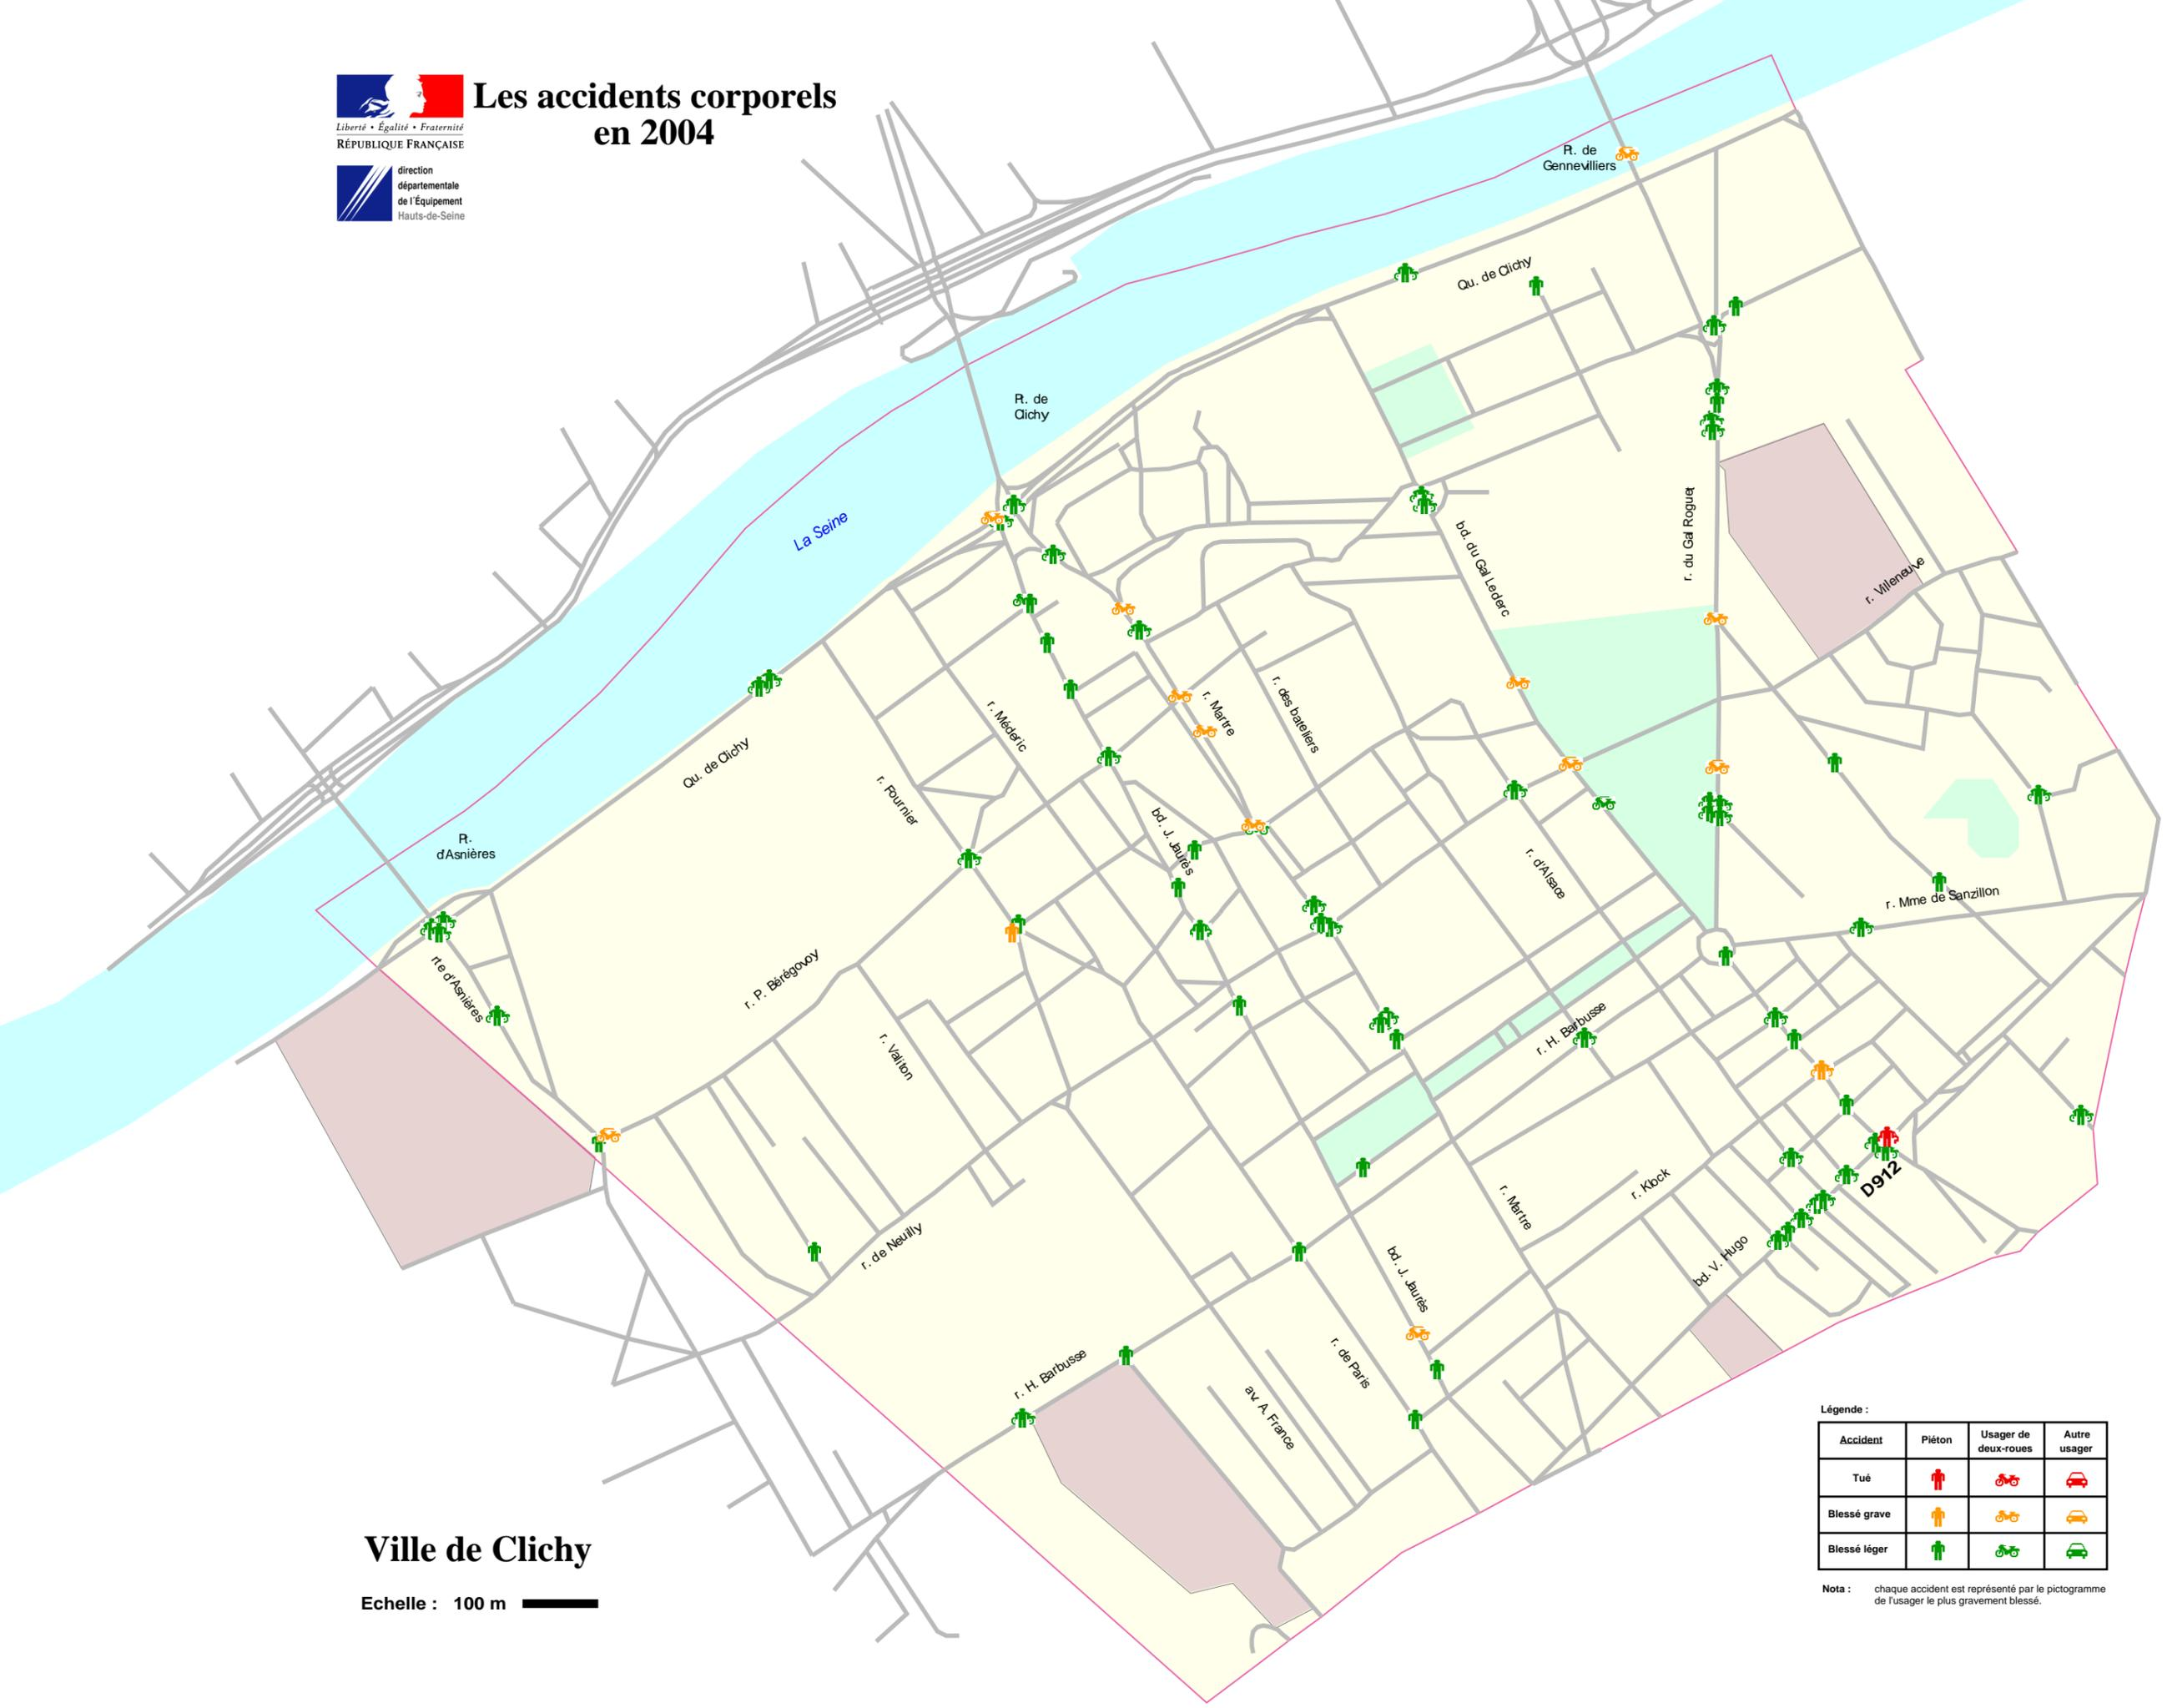 Les accidents corporels
en 2004
Liberté • Égalité • Fraternité
RÉPUBLIQUE FRANÇAISE
direction
départementale
de l'Équipement
Hauts-de-Seine
Pt. de
Gennevilliers
Qu. de Clichy
Pt. de
Clichy
La Seine
r. du Gal Roguet
bd. du Gal Leclerc
r. Villeneuve
r. Martre
r. des bateliers
r. Médéric
Qu. de Clichy
r. Fournier
bd. J. Jaurès
Pt.
d'Asnières
r. d'Alsace
r. Mme de Sanzillon
rte d'Asnières
r. P. Bérégovoy
r. Valiton
r. H. Barbusse
D912
r. Klock
r. Martre
r. de Neuilly
bd. V. Hugo
bd. J. Jaurès
r. de Paris
r. H. Barbusse
av. A. France
Légende :
Accident Piéton Usager de deux-roues Autre usager
Tué
Blessé grave
Blessé léger
Nota : chaque accident est représenté par le pictogramme
de l'usager le plus gravement blessé.
Ville de Clichy
Echelle : 100 m